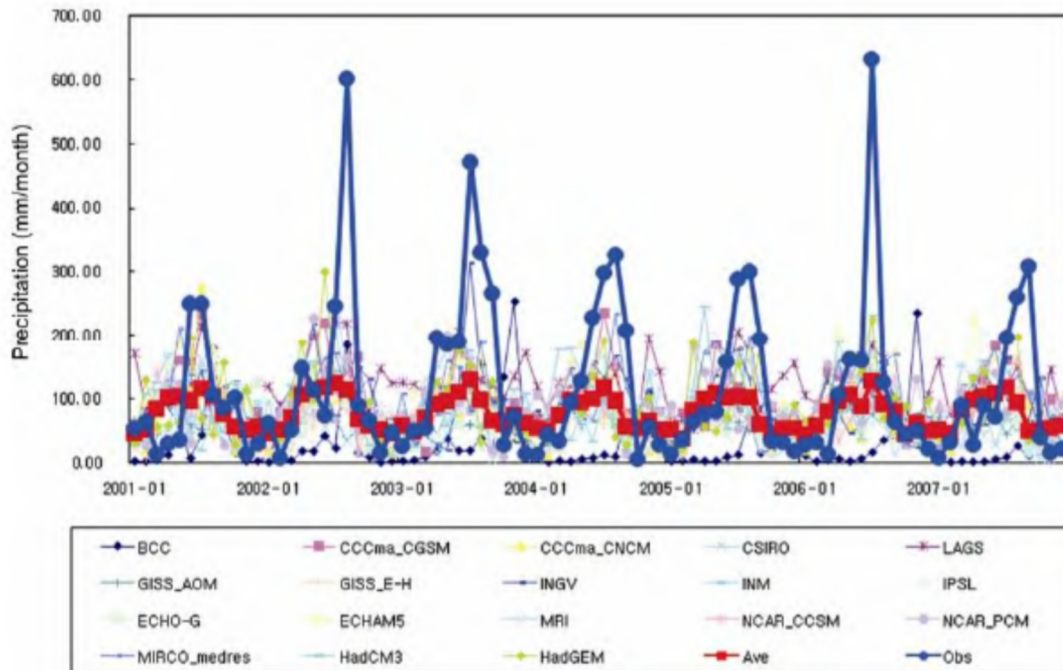 700.00
600.00
500.00
400.00
300.00
200.00
100.00
0.00
Precipitation (mm/month)
2001-01 2002-01 2003-01 2004-01 2005-01 2006-01 2007-01
BCC CCCma_CGSM CCCma_CNCM CSIRO LAGS
GISS_AOM GISS_E-H INGV INM IPSL
ECHO-G ECHAM5 MRI NCAR_CCSM NCAR_PCM
MIRCO_medres HadCM3 HadGEM Ave Obs